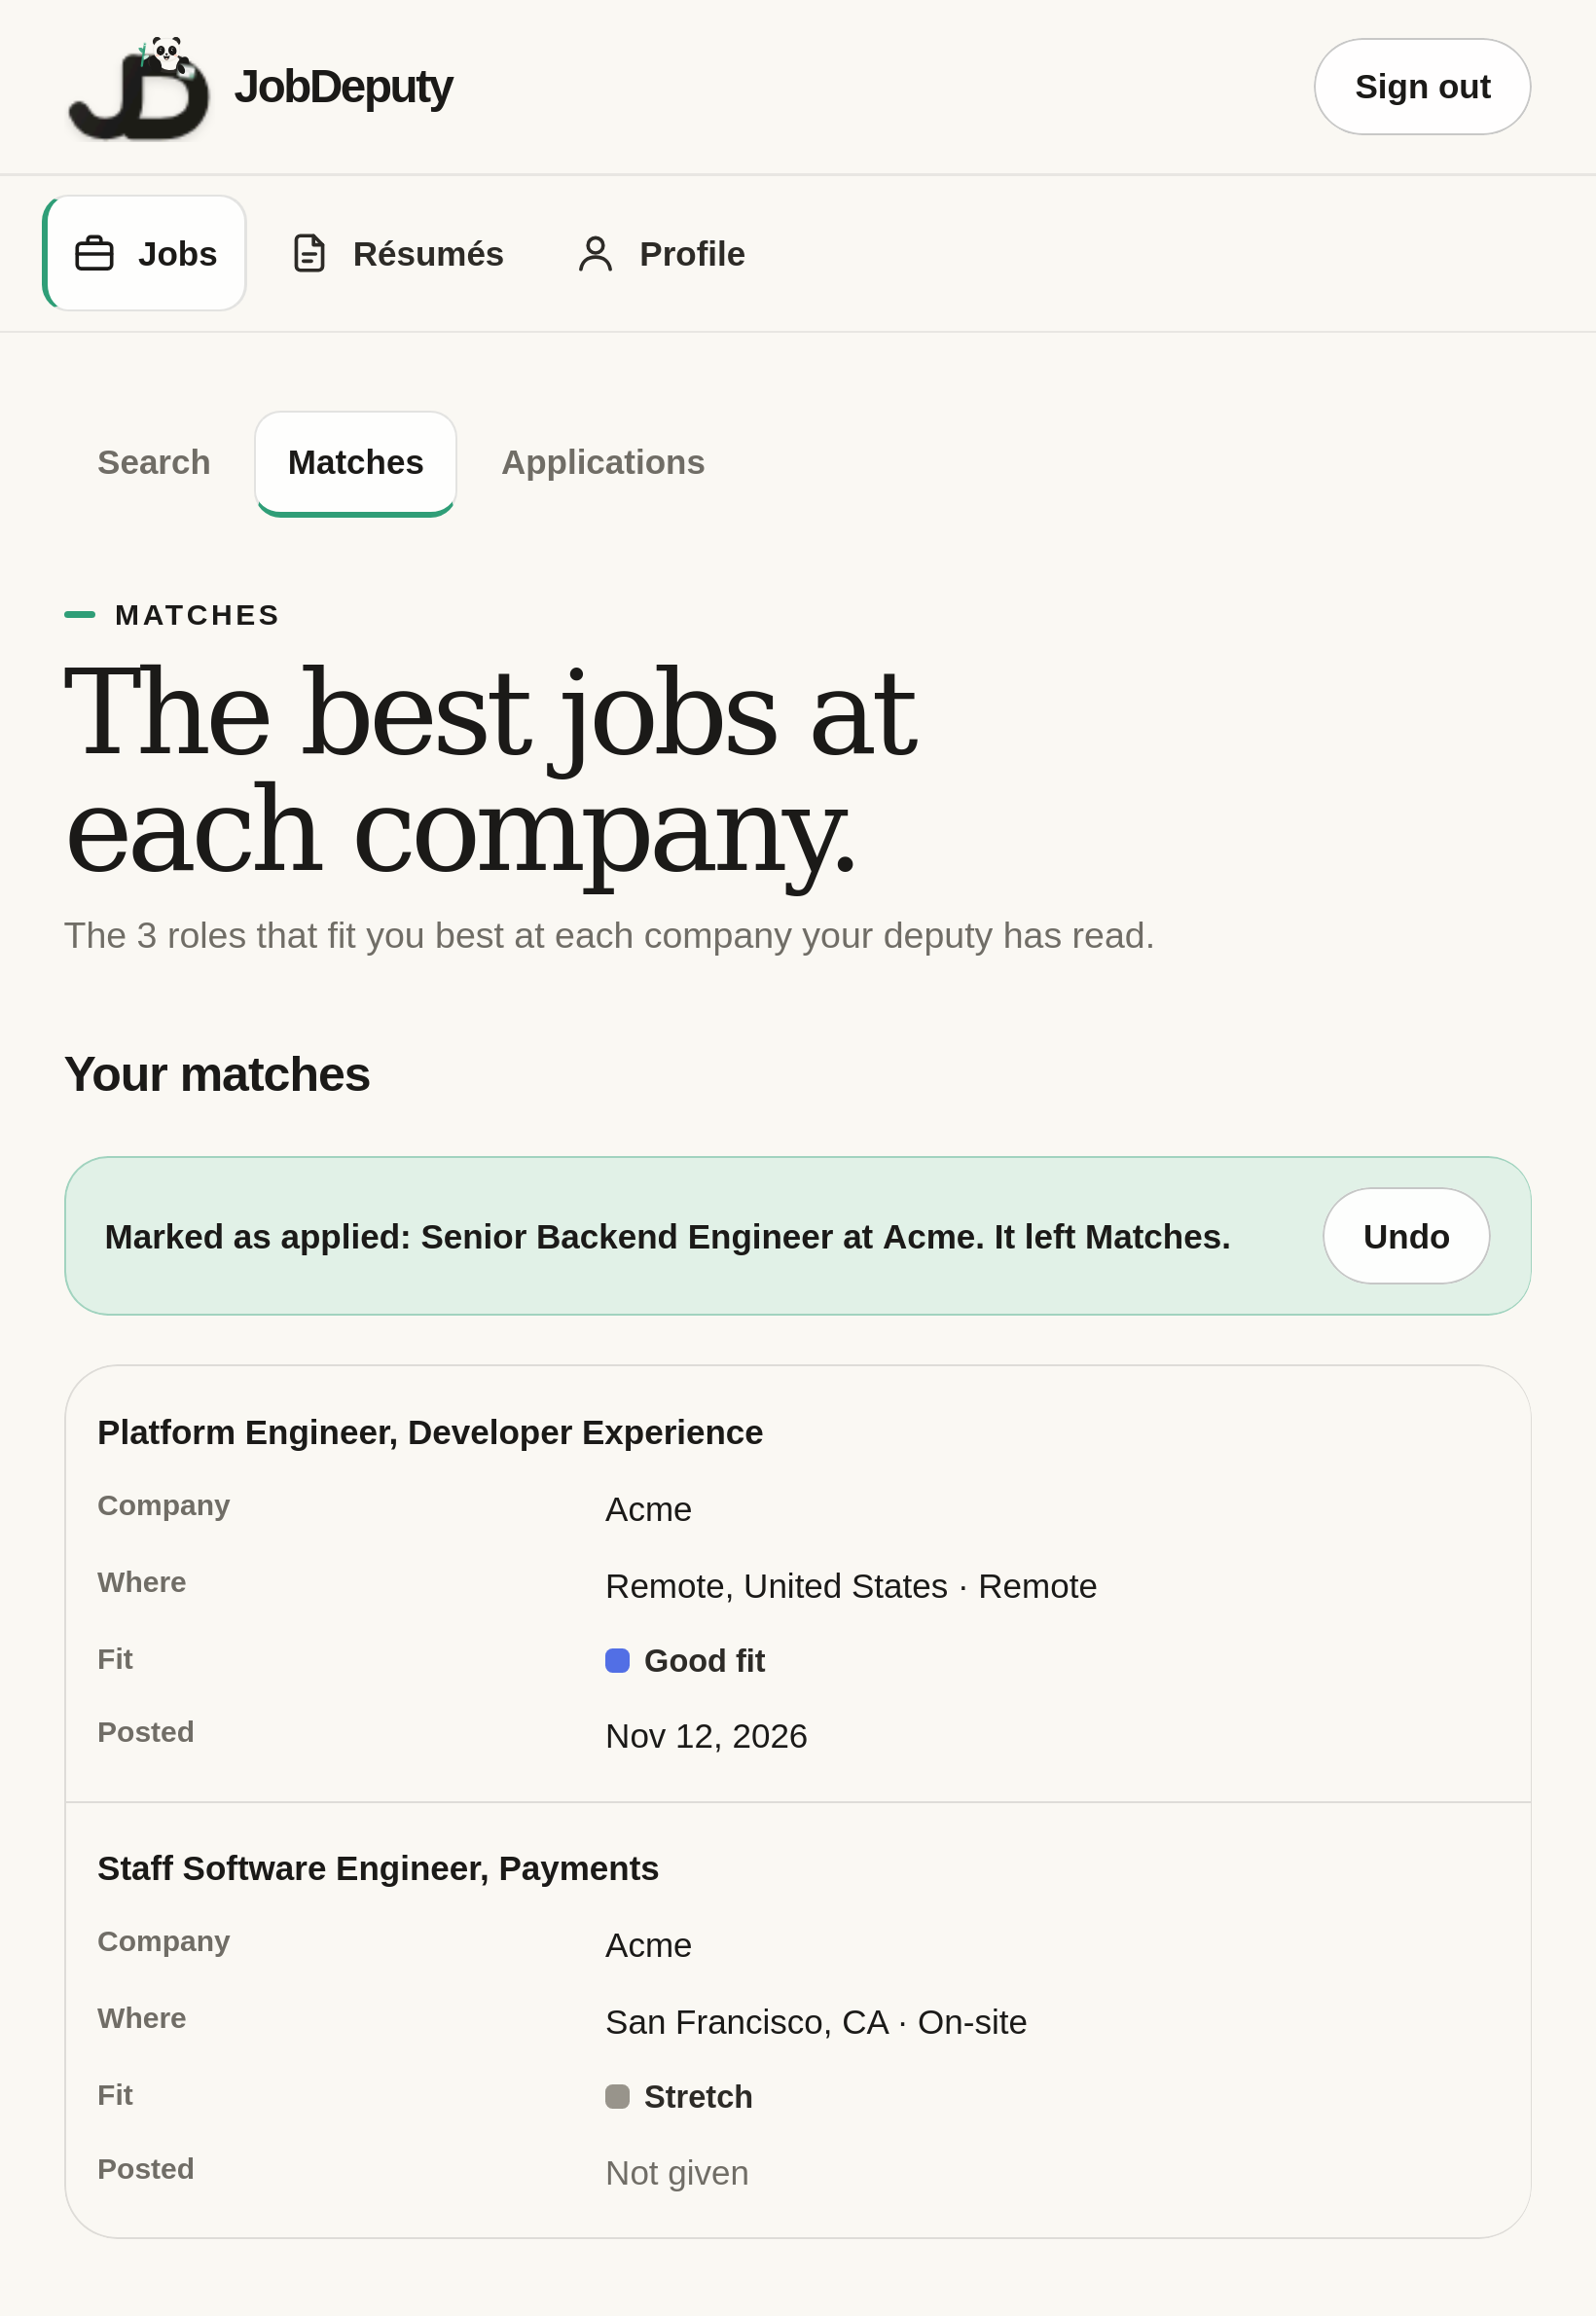 JD JobDeputy
Sign out
Jobs
Résumés
Profile
Search
Matches
Applications
MATCHES
The best jobs at
each company.
The 3 roles that fit you best at each company your deputy has read.
Your matches
Marked as applied: Senior Backend Engineer at Acme. It left Matches.
Undo
Platform Engineer, Developer Experience
Company
Acme
Where
Remote, United States · Remote
Fit
Good fit
Posted
Nov 12, 2026
Staff Software Engineer, Payments
Company
Acme
Where
San Francisco, CA · On-site
Fit
Stretch
Posted
Not given